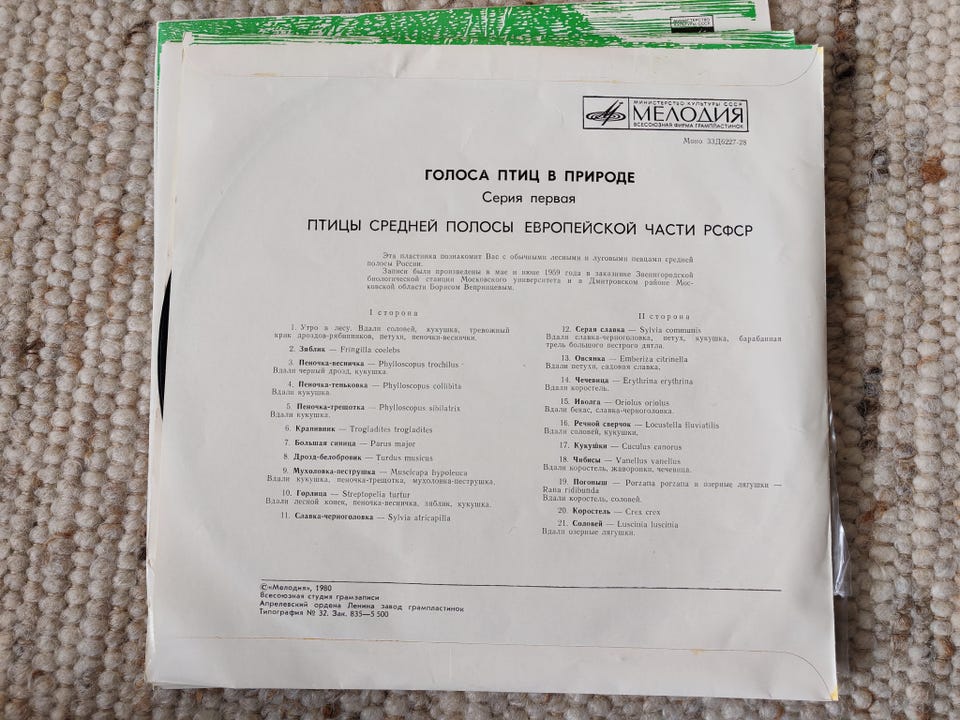 МИНИСТЕРСТВО
КУЛЬТУРЫ СССР
МИНИСТЕРСТВО КУЛЬТУРЫ СССР
МЕЛОДИЯ
ВСЕСОЮЗНАЯ ФИРМА ГРАМПЛАСТИНОК
Моно 33Д6227-28
ГОЛОСА ПТИЦ В ПРИРОДЕ
Серия первая
ПТИЦЫ СРЕДНЕЙ ПОЛОСЫ ЕВРОПЕЙСКОЙ ЧАСТИ РСФСР
Эта пластинка познакомит Вас с обычными лесными и луговыми певцами средней
полосы России.
Записи были произведены в мае и июне 1959 года в заказнике Звенигородской
биологической станции Московского университета и в Дмитровском районе Мос-
ковской области Борисом Вепринцевым.
I сторона
1. Утро в лесу. Вдали соловей, кукушка, тревожный
крик дроздов-рябинников, петухи, пеночки-веснички.
2. Зяблик — Fringilla coelebs
3. Пеночка-весничка — Phylloscopus trochilus
Вдали черный дрозд, кукушка.
4. Пеночка-теньковка — Phylloscopus collibita
Вдали кукушка.
5. Пеночка-трещотка — Phylloscopus sibilatrix
Вдали кукушка.
6. Крапивник — Trogladites trogladites
7. Большая синица — Parus major
8. Дрозд-белобровик — Turdus musicus
9. Мухоловка-пеструшка — Muscicapa hypoleuca
Вдали кукушка, пеночка-трещотка, мухоловка-пеструшка.
10. Горлица — Streptopelia turtur
Вдали лесной конек, пеночка-весничка, зяблик, кукушка.
11. Славка-черноголовка — Sylvia atricapilla
II сторона
12. Серая славка — Sylvia communis
Вдали славка-черноголовка, петух, кукушка, барабанная
трель большого пестрого дятла.
13. Овсянка — Emberiza citrinella
Вдали петухи, садовая славка.
14. Чечевица — Erythrina erythrina
Вдали коростель.
15. Иволга — Oriolus oriolus
Вдали бекас, славка-черноголовка.
16. Речной сверчок — Locustella fluviatilis
Вдали соловей, кукушки.
17. Кукушки — Cuculus canorus
18. Чибисы — Vanellus vanellus
Вдали коростель, жаворонки, чечевица.
19. Погоныш — Porzana porzana и озерные лягушки —
Rana ridibunda
Вдали коростель, соловей.
20. Коростель — Crex crex
21. Соловей — Luscinia luscinia
Вдали озерные лягушки.
©«Мелодия», 1980
Всесоюзная студия грамзаписи
Апрелевский ордена Ленина завод грампластинок
Типография № 32. Зак. 835—5 500